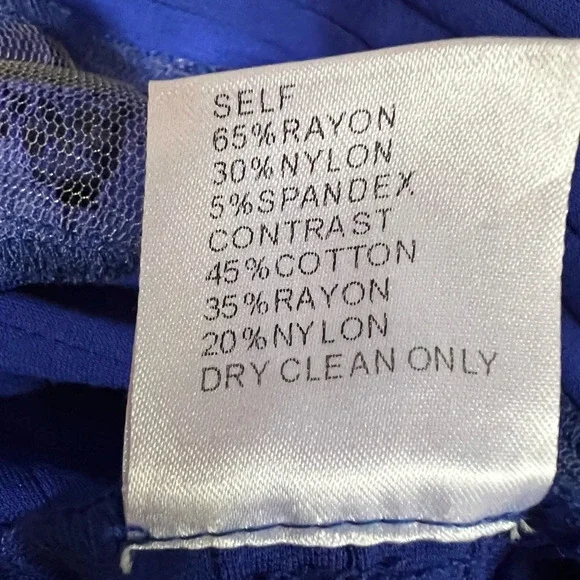 SELF
65%RAYON
30%NYLON
5%SPANDEX
CONTRAST
45%COTTON
35%RAYON
20%NYLON
DRY CLEAN ONLY